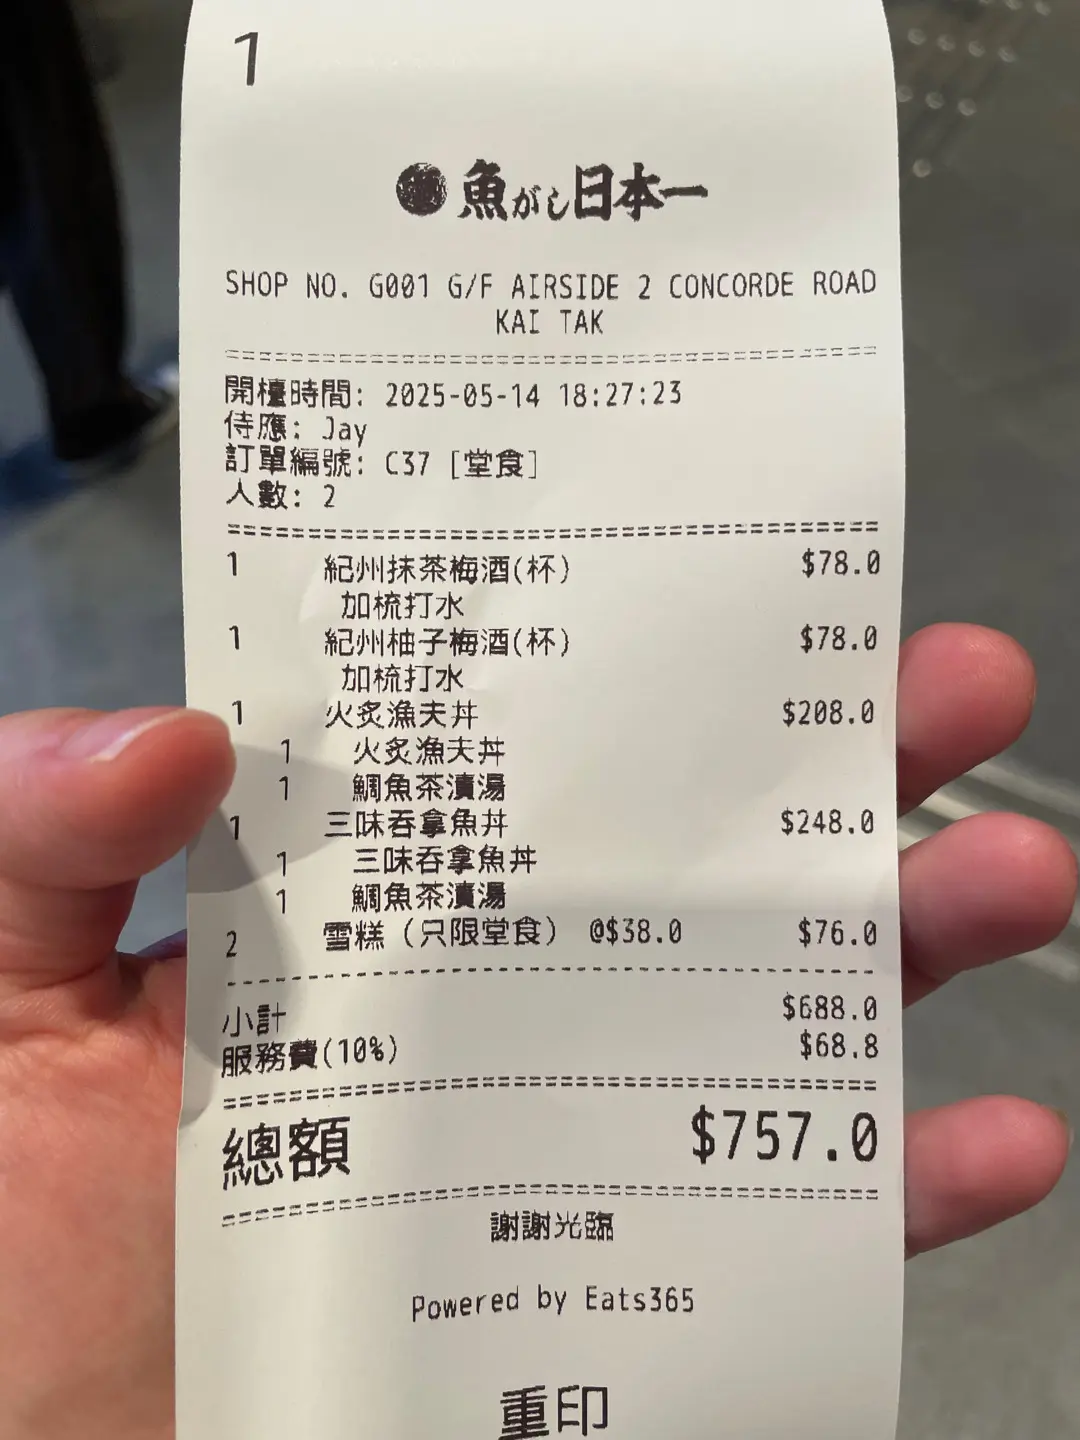 1
魚がし日本一
SHOP NO. G001 G/F AIRSIDE 2 CONCORDE ROAD
KAI TAK
開檯時間: 2025-05-14 18:27:23
侍應: Jay
訂單編號: C37 [堂食]
人數: 2
1 紀州抹茶梅酒(杯) $78.0
加梳打水
1 紀州柚子梅酒(杯) $78.0
加梳打水
1 火炙漁夫丼 $208.0
1 火炙漁夫丼
1 鯛魚茶漬湯
1 三味吞拿魚丼 $248.0
1 三味吞拿魚丼
1 鯛魚茶漬湯
2 雪糕（只限堂食） @$38.0 $76.0
小計 $688.0
服務費(10%) $68.8
總額 $757.0
謝謝光臨
Powered by Eats365
重印